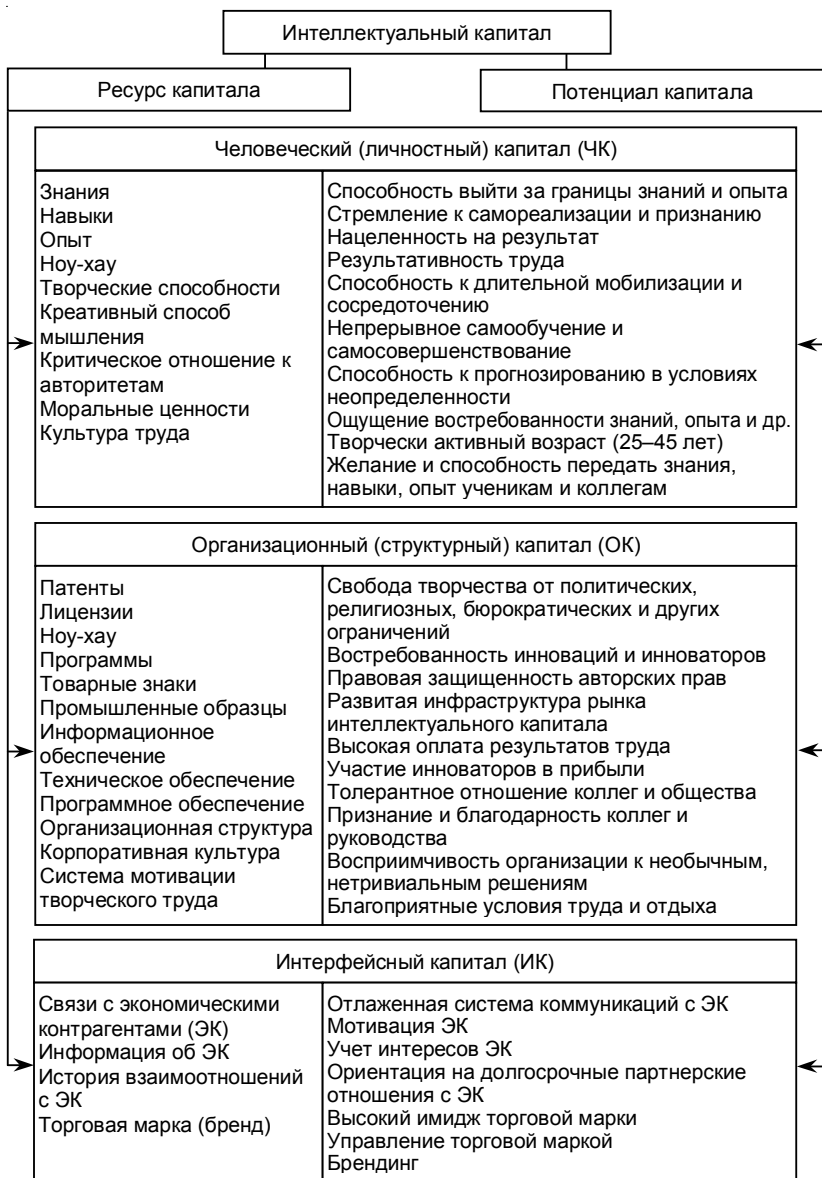 Интеллектуальный капитал
Ресурс капитала
Потенциал капитала
Человеческий (личностный) капитал (ЧК)
Знания
Навыки
Опыт
Ноу-хау
Творческие способности
Креативный способ
мышления
Критическое отношение к
авторитетам
Моральные ценности
Культура труда
Способность выйти за границы знаний и опыта
Стремление к самореализации и признанию
Нацеленность на результат
Результативность труда
Способность к длительной мобилизации и
сосредоточению
Непрерывное самообучение и
самосовершенствование
Способность к прогнозированию в условиях
неопределенности
Ощущение востребованности знаний, опыта и др.
Творчески активный возраст (25–45 лет)
Желание и способность передать знания,
навыки, опыт ученикам и коллегам
Организационный (структурный) капитал (ОК)
Патенты
Лицензии
Ноу-хау
Программы
Товарные знаки
Промышленные образцы
Информационное
обеспечение
Техническое обеспечение
Программное обеспечение
Организационная структура
Корпоративная культура
Система мотивации
творческого труда
Свобода творчества от политических,
религиозных, бюрократических и других
ограничений
Востребованность инноваций и инноваторов
Правовая защищенность авторских прав
Развитая инфраструктура рынка
интеллектуального капитала
Высокая оплата результатов труда
Участие инноваторов в прибыли
Толерантное отношение коллег и общества
Признание и благодарность коллег и
руководства
Восприимчивость организации к необычным,
нетривиальным решениям
Благоприятные условия труда и отдыха
Интерфейсный капитал (ИК)
Связи с экономическими
контрагентами (ЭК)
Информация об ЭК
История взаимоотношений
с ЭК
Торговая марка (бренд)
Отлаженная система коммуникаций с ЭК
Мотивация ЭК
Учет интересов ЭК
Ориентация на долгосрочные партнерские
отношения с ЭК
Высокий имидж торговой марки
Управление торговой маркой
Брендинг